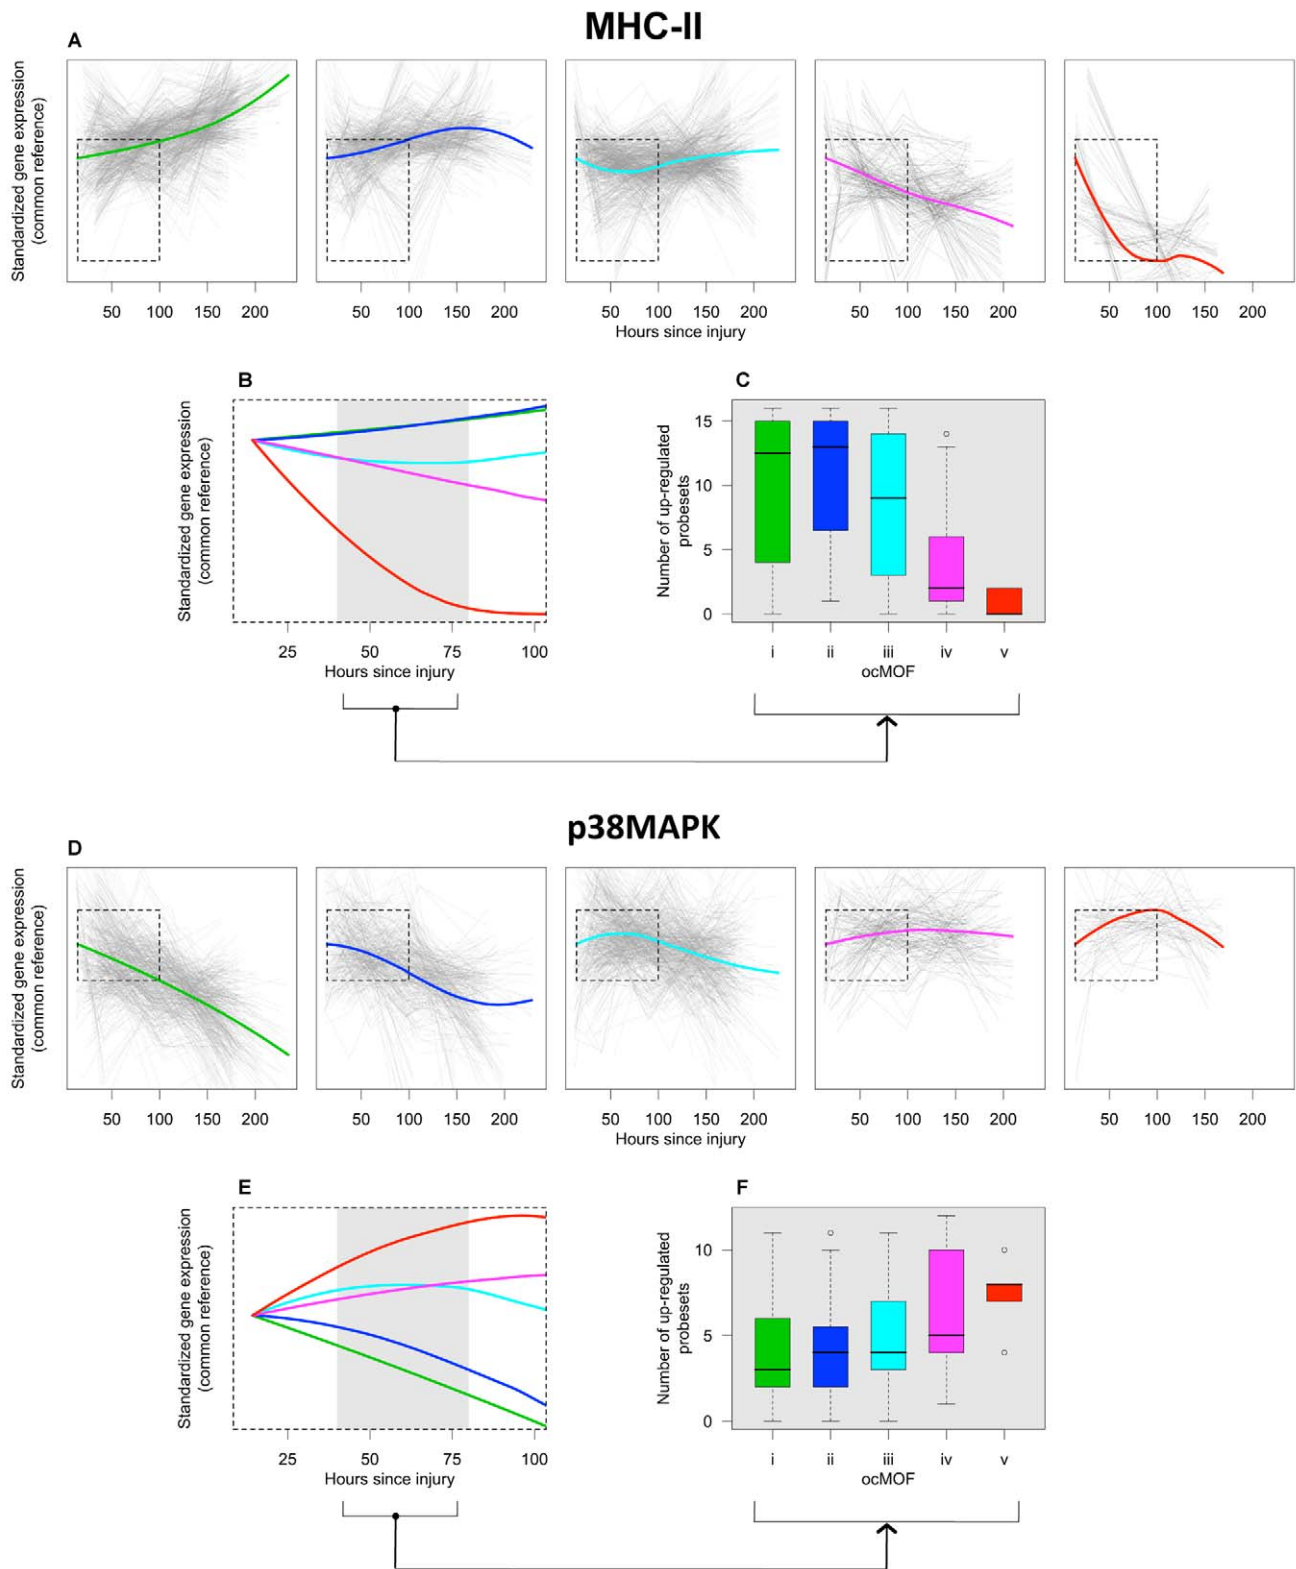 MHC-II
A
Standardized gene expression
(common reference)
50 100 150 200
50 100 150 200
50 100 150 200
50 100 150 200
50 100 150 200
Hours since injury
B
Standardized gene expression
(common reference)
25 50 75 100
Hours since injury
C
Number of up-regulated
probesets
15
10
5
0
i ii iii iv v
ocMOF
p38MAPK
D
Standardized gene expression
(common reference)
50 100 150 200
50 100 150 200
50 100 150 200
50 100 150 200
50 100 150 200
Hours since injury
E
Standardized gene expression
(common reference)
25 50 75 100
Hours since injury
F
Number of up-regulated
probesets
10
5
0
i ii iii iv v
ocMOF